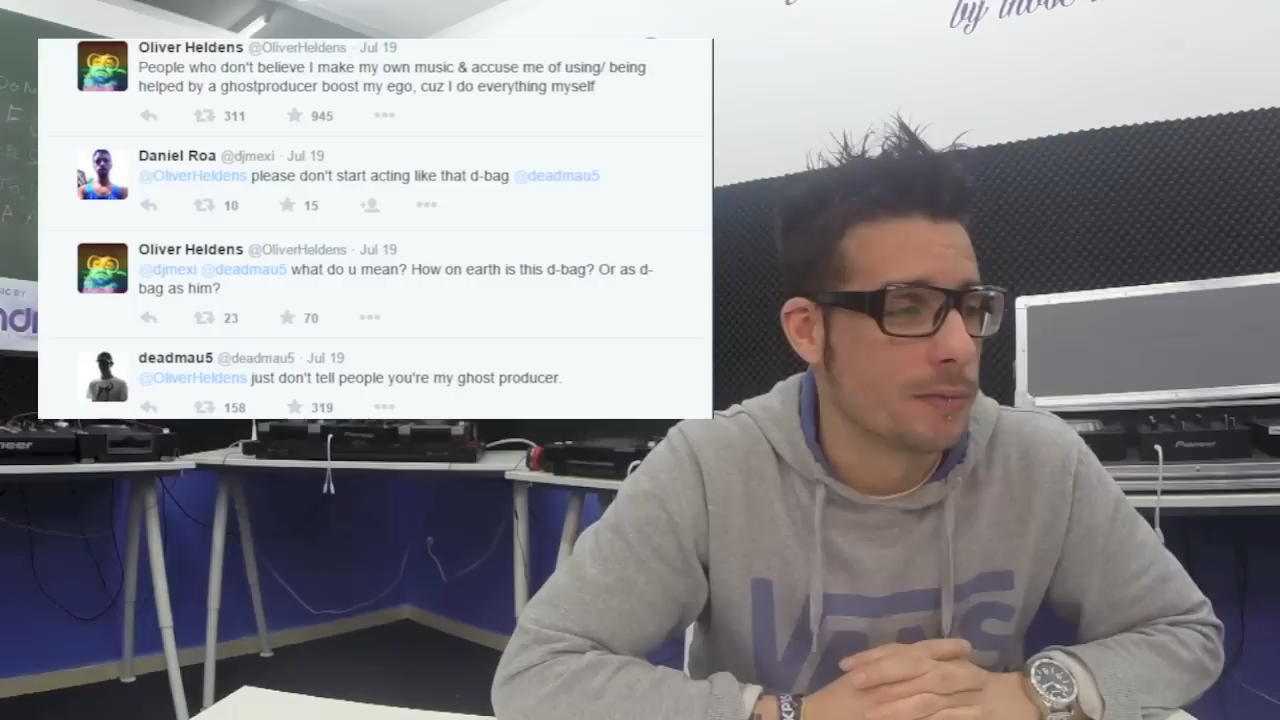 by those
Oliver Heldens @OliverHeldens · Jul 19
People who don't believe I make my own music & accuse me of using/ being
helped by a ghostproducer boost my ego, cuz I do everything myself
311 945
Daniel Roa @djmexi · Jul 19
@OliverHeldens please don't start acting like that d-bag @deadmau5
10 15
Oliver Heldens @OliverHeldens · Jul 19
@djmexi @deadmau5 what do u mean? How on earth is this d-bag? Or as d-
bag as him?
23 70
deadmau5 @deadmau5 · Jul 19
@OliverHeldens just don't tell people you're my ghost producer.
158 319
Pioneer
VANS